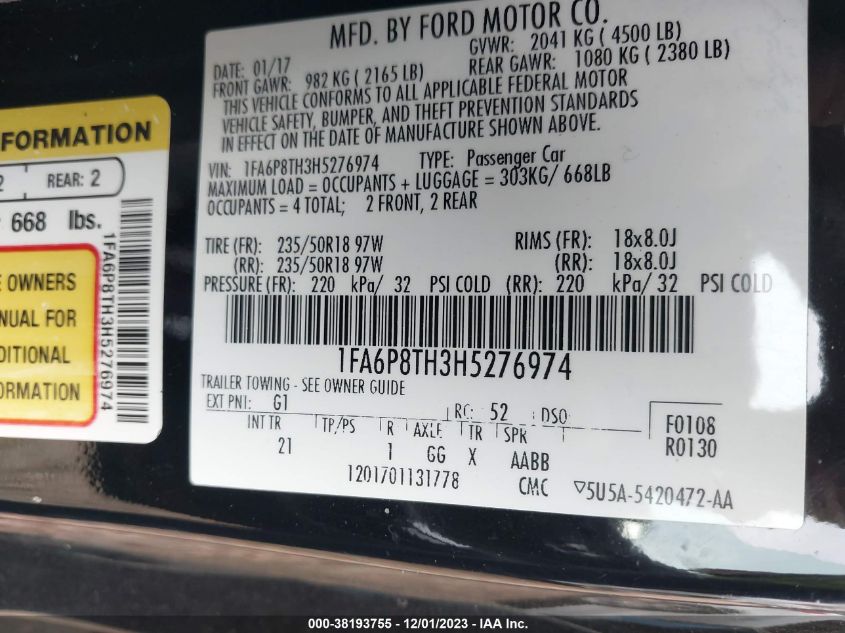 MFD. BY FORD MOTOR CO.
DATE: 01/17 GVWR: 2041 KG ( 4500 LB)
FRONT GAWR: 982 KG ( 2165 LB) REAR GAWR: 1080 KG ( 2380 LB)
THIS VEHICLE CONFORMS TO ALL APPLICABLE FEDERAL MOTOR
VEHICLE SAFETY, BUMPER, AND THEFT PREVENTION STANDARDS
IN EFFECT ON THE DATE OF MANUFACTURE SHOWN ABOVE.
VIN: 1FA6P8TH3H5276974 TYPE: Passenger Car
MAXIMUM LOAD = OCCUPANTS + LUGGAGE = 303KG/ 668LB
OCCUPANTS = 4 TOTAL; 2 FRONT, 2 REAR
TIRE (FR): 235/50R18 97W RIMS (FR): 18x8.0J
(RR): 235/50R18 97W (RR): 18x8.0J
PRESSURE (FR): 220 kPa/ 32 PSI COLD (RR): 220 kPa/ 32 PSI COLD
1FA6P8TH3H5276974
TRAILER TOWING - SEE OWNER GUIDE
EXT PNT: G1 RC: 52 DSO
F0108
R0130
INT TR TP/PS R AXLE TR SPR
21 1 GG X AABB
1201701131778 CMC ▽5U5A-5420472-AA
FORMATION
2 REAR: 2
668 lbs.
OWNERS
NUAL FOR
DITIONAL
ORMATION
1FA6P8TH3H5276974
000-38193755 - 12/01/2023 - IAA Inc.